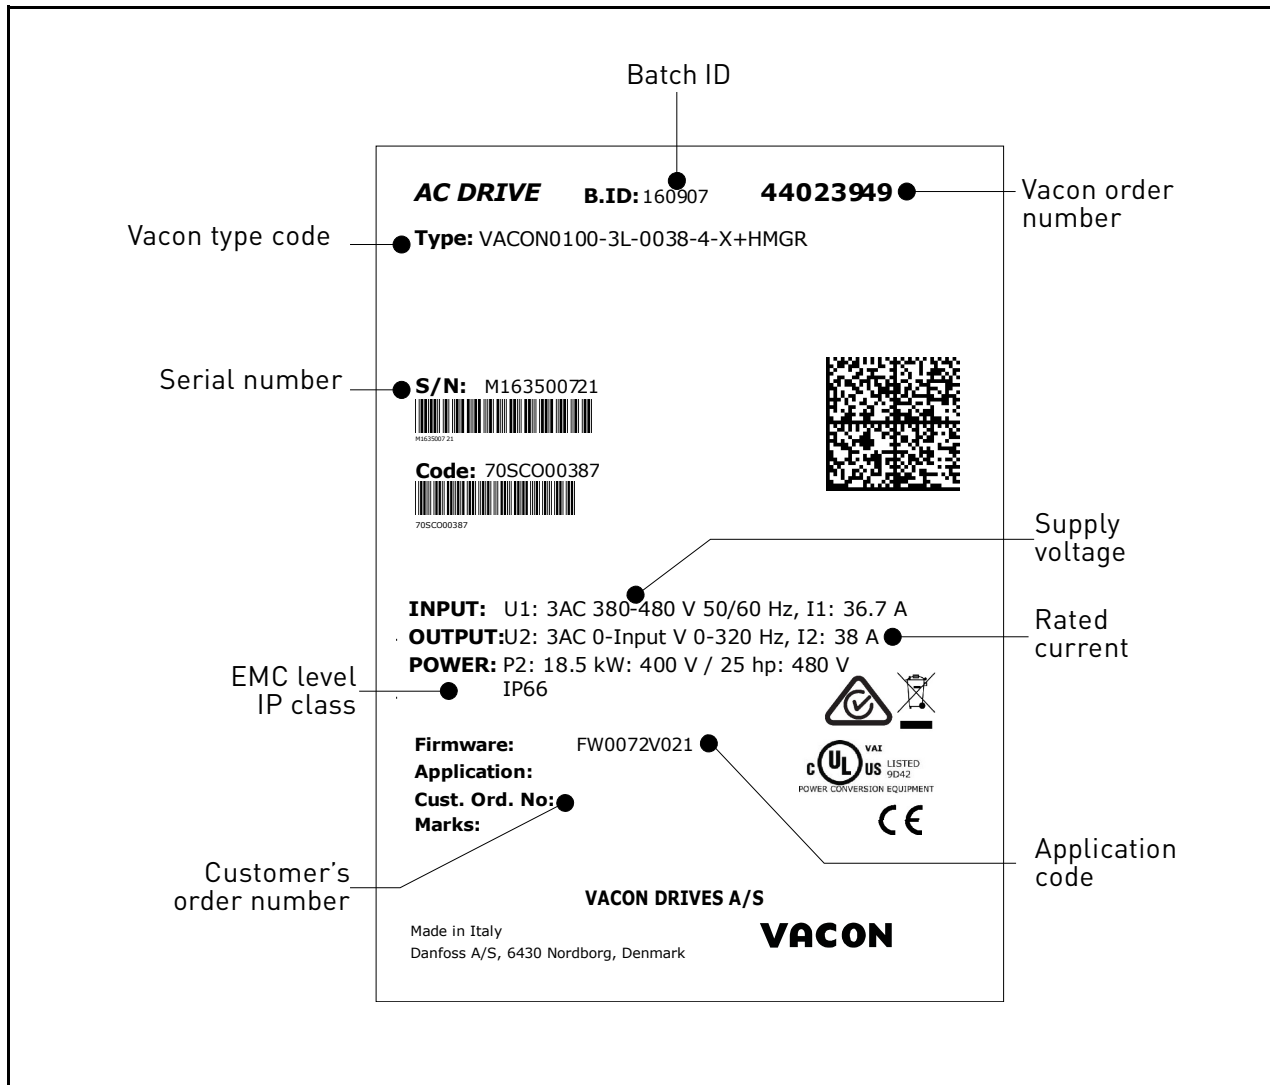 Batch ID
AC DRIVE B.ID: 160907 44023949
Vacon order
number
Vacon type code
Type: VACON0100-3L-0038-4-X+HMGR
Serial number
S/N: M163500721
M163500721
Code: 70SCO00387
70SCO00387
Supply
voltage
INPUT: U1: 3AC 380-480 V 50/60 Hz, I1: 36.7 A
OUTPUT: U2: 3AC 0-Input V 0-320 Hz, I2: 38 A
Rated
current
POWER: P2: 18.5 kW: 400 V / 25 hp: 480 V
IP66
EMC level
IP class
Firmware: FW0072V021
Application:
Cust. Ord. No:
Marks:
C UL US VAI LISTED
9D42
POWER CONVERSION EQUIPMENT
CE
Application
code
Customer's
order number
VACON DRIVES A/S
Made in Italy
Danfoss A/S, 6430 Nordborg, Denmark
VACON